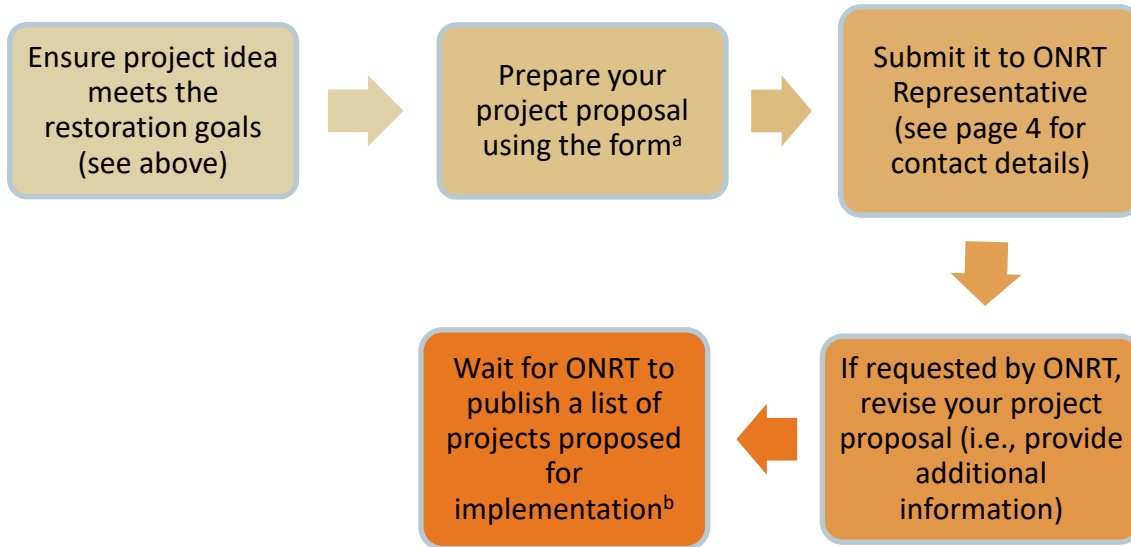 Ensure project idea
meets the
restoration goals
(see above)
Prepare your
project proposal
using the formᵃ
Submit it to ONRT
Representative
(see page 4 for
contact details)
If requested by ONRT,
revise your project
proposal (i.e., provide
additional
information)
Wait for ONRT to
publish a list of
projects proposed
for
implementationᵇ